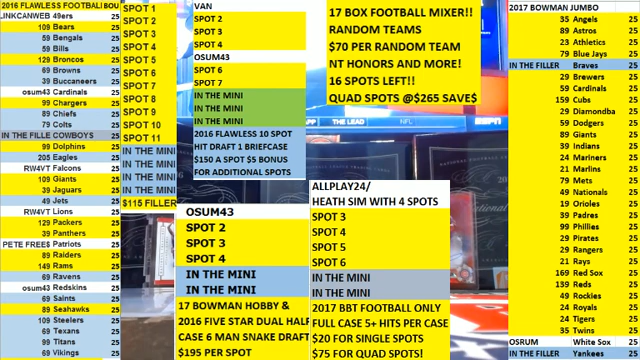 2016 FLAWLESS FOOTBALL BOU
LINKCANWEB 49ers 25
109 Bears 25
59 Bengals 25
59 Bills 25
129 Broncos 25
69 Browns 25
39 Buccaneers 25
osum43 Cardinals 25
99 Chargers 25
89 Chiefs 25
79 Colts 25
IN THE FILLE COWBOYS 25
99 Dolphins 25
205 Eagles 25
RW4VT Falcons 25
109 Giants 25
39 Jaguars 25
49 Jets 25
RW4VT Lions 25
129 Packers 25
39 Panthers 25
PETE FREE$ Patriots 25
89 Raiders 25
149 Rams 25
69 Ravens 25
osum43 Redskins 25
69 Saints 25
89 Seahawks 25
109 Steelers 25
69 Texans 25
99 Titans 25
69 Vikings 25
SPOT 1
SPOT 2
SPOT 3
SPOT 4
SPOT 5
SPOT 6
SPOT 7
SPOT 8
SPOT 9
SPOT 10
SPOT 11
IN THE MINI
IN THE MINI
IN THE MINI
IN THE MINI
$115 FILLER
VAN
SPOT 2
SPOT 3
SPOT 4
OSUM43
SPOT 6
SPOT 7
IN THE MINI
IN THE MINI
IN THE MINI
2016 FLAWLESS 10 SPOT
HIT DRAFT 1 BRIEFCASE
$150 A SPOT $5 BONUS
FOR ADDITIONAL SPOTS
17 BOX FOOTBALL MIXER!!
RANDOM TEAMS
$70 PER RANDOM TEAM
NT HONORS AND MORE!
16 SPOTS LEFT!!
QUAD SPOTS @$265 SAVE$
THE LEAD
NFL
ESPN
OSUM43
SPOT 2
SPOT 3
SPOT 4
IN THE MINI
IN THE MINI
17 BOWMAN HOBBY &
2016 FIVE STAR DUAL HALF
CASE 6 MAN SNAKE DRAFT
$195 PER SPOT
ALLPLAY24/
HEATH SIM WITH 4 SPOTS
SPOT 3
SPOT 4
SPOT 5
SPOT 6
IN THE MINI
IN THE MINI
2017 BBT FOOTBALL ONLY
FULL CASE 5+ HITS PER CASE
$20 FOR SINGLE SPOTS
$75 FOR QUAD SPOTS!
2017 BOWMAN JUMBO
35 Angels 25
89 Astros 25
23 Athletics 25
79 Blue Jays 25
IN THE FILLER Braves 25
29 Brewers 25
59 Cardinals 25
159 Cubs 25
29 Diamondba 25
59 Dodgers 25
89 Giants 25
39 Indians 25
24 Mariners 25
21 Marlins 25
79 Mets 25
49 Nationals 25
19 Orioles 25
39 Padres 25
99 Phillies 25
29 Pirates 25
29 Rangers 25
21 Rays 25
169 Red Sox 25
139 Reds 25
49 Rockies 25
24 Royals 25
24 Tigers 25
35 Twins 25
OSRUM White Sox 25
IN THE FILLER Yankees 25